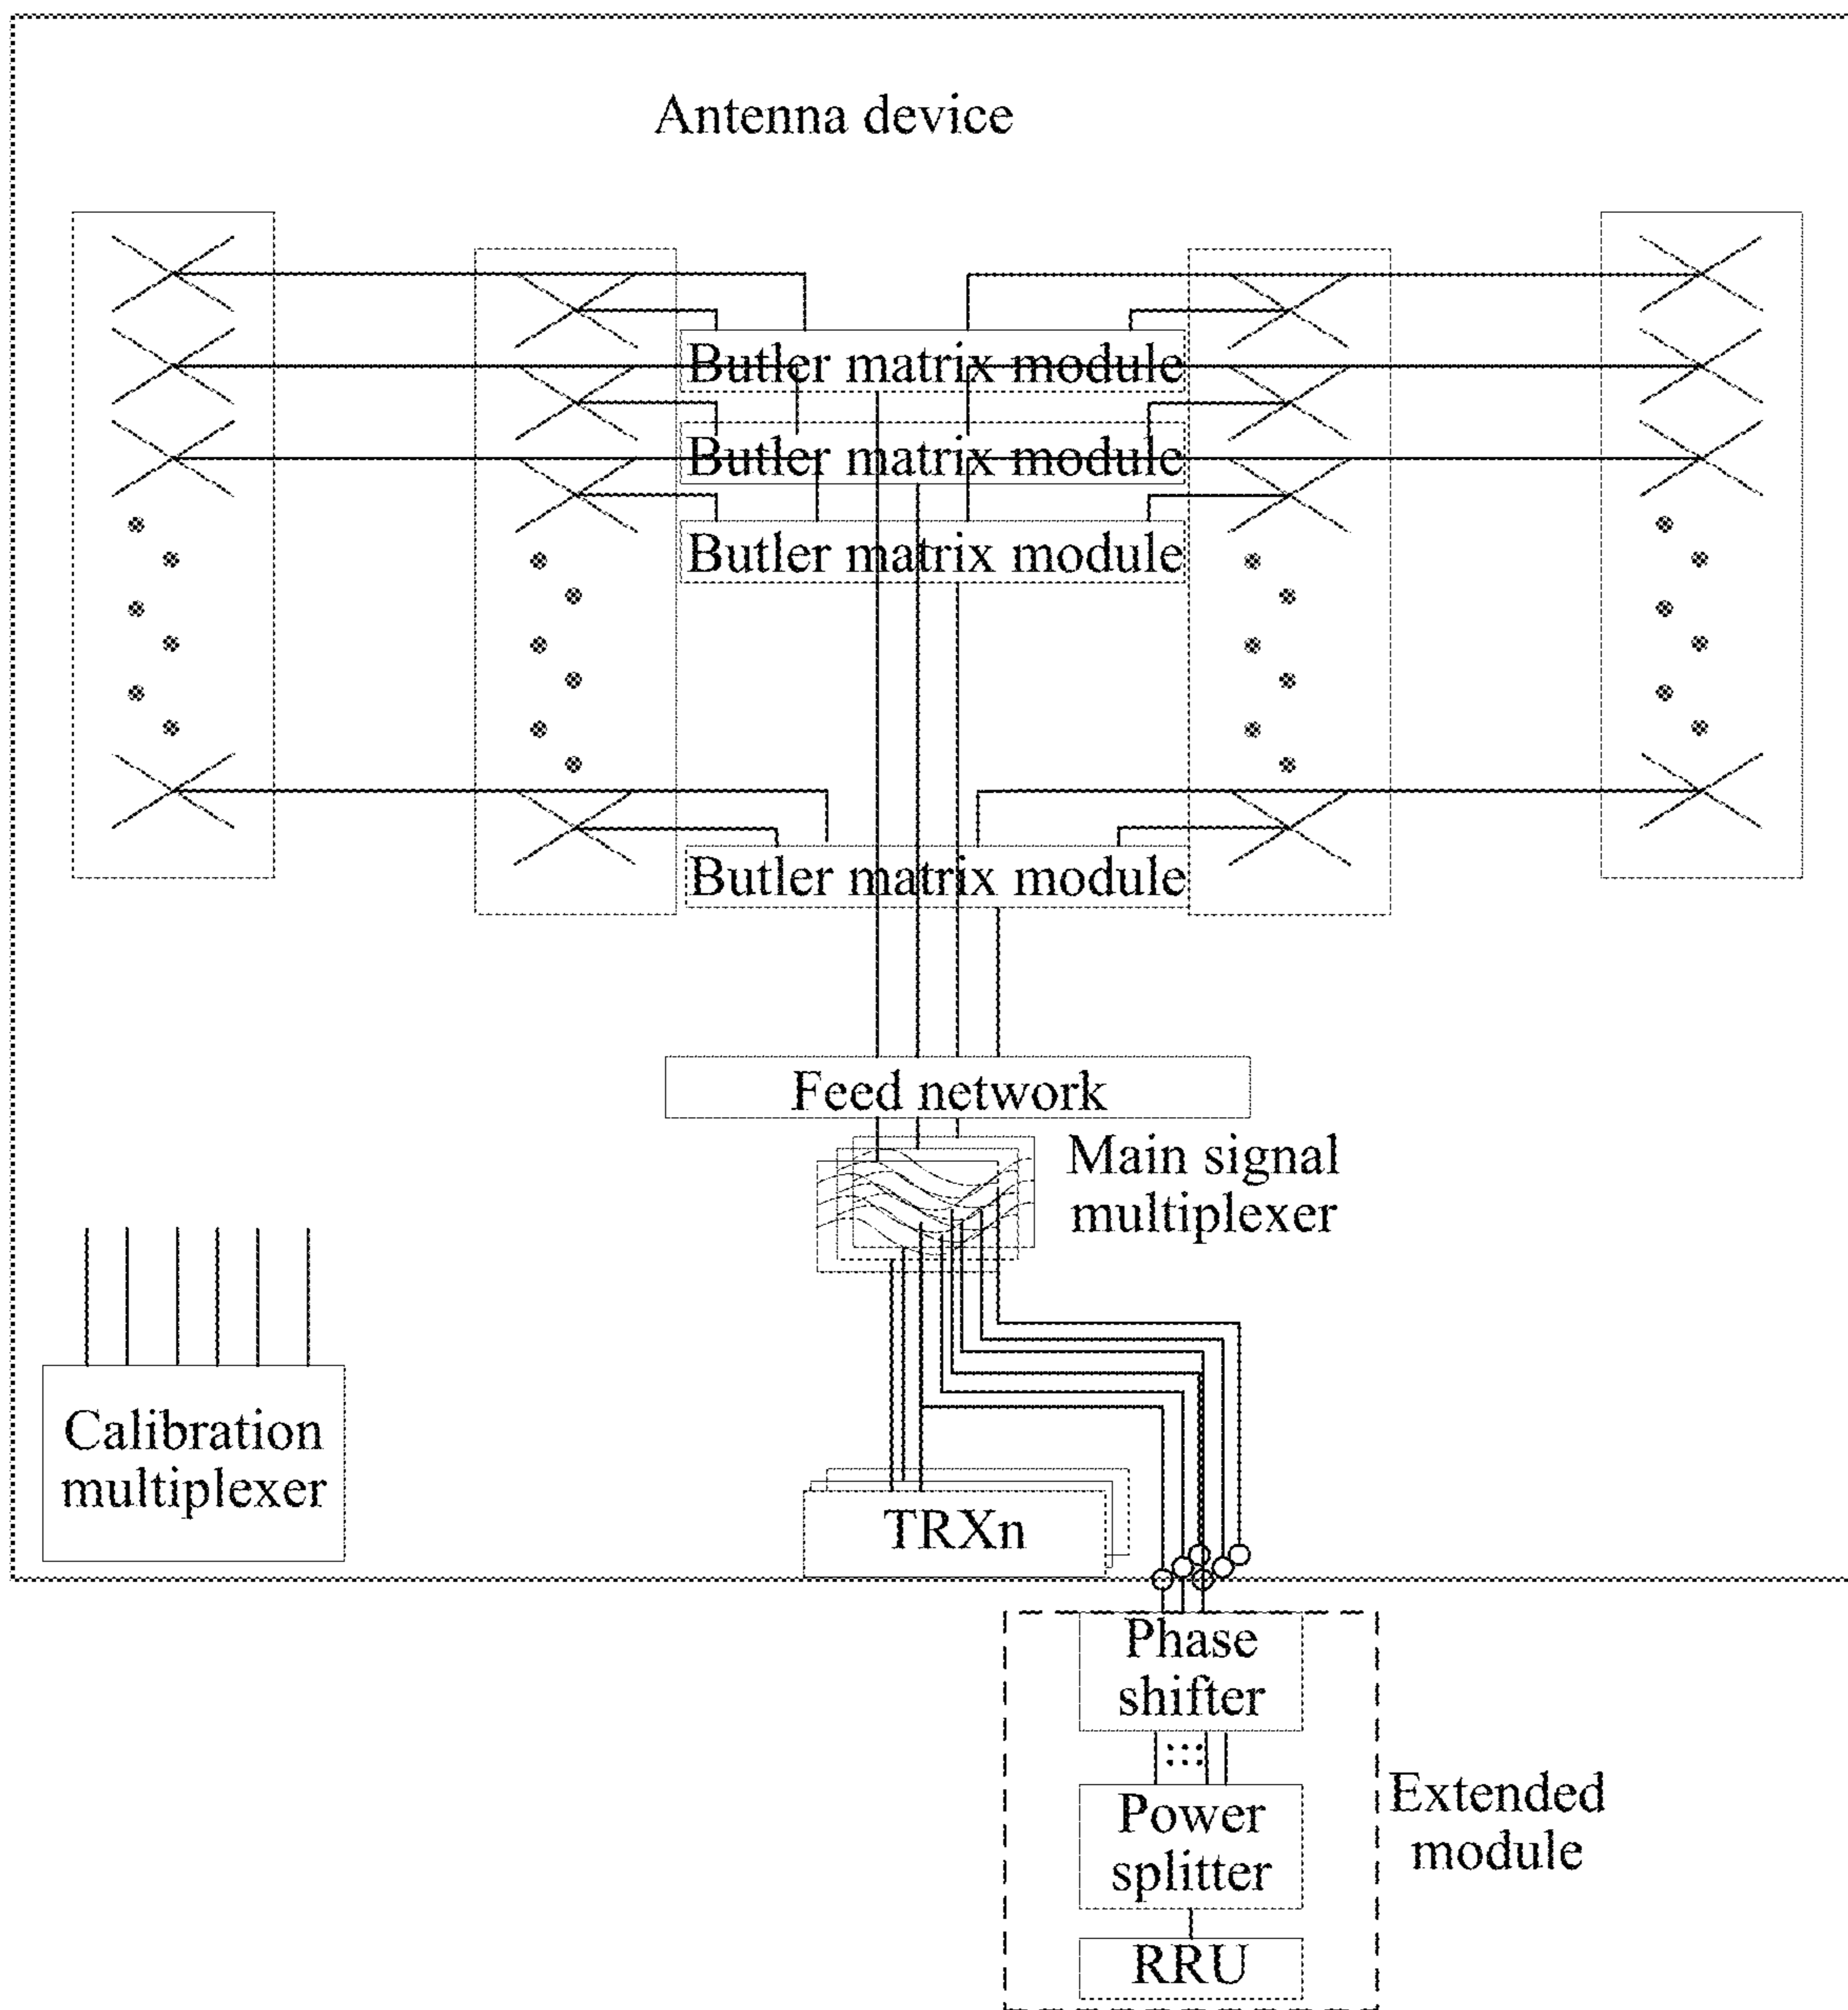 Antenna device
Butler matrix module
Butler matrix module
Butler matrix module
Butler matrix module
Feed network
Main signal
multiplexer
Calibration
multiplexer
TRXn
Phase
shifter
Power
splitter
Extended
module
RRU